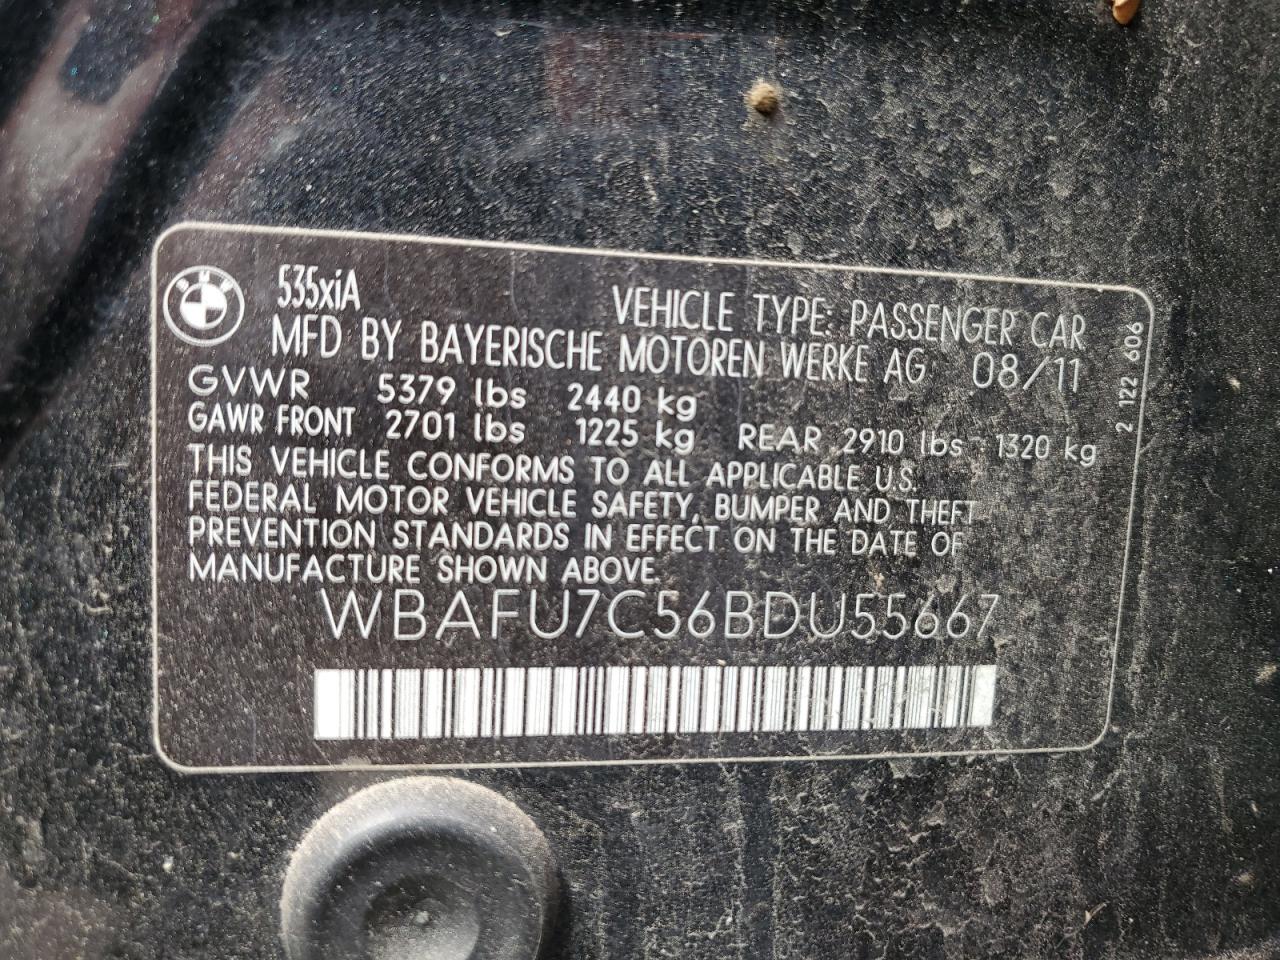 535xiA VEHICLE TYPE: PASSENGER CAR
MFD BY BAYERISCHE MOTOREN WERKE AG 08/11
GVWR 5379 lbs 2440 kg
GAWR FRONT 2701 lbs 1225 kg REAR 2910 lbs 1320 kg
THIS VEHICLE CONFORMS TO ALL APPLICABLE U.S.
FEDERAL MOTOR VEHICLE SAFETY, BUMPER AND THEFT
PREVENTION STANDARDS IN EFFECT ON THE DATE OF
MANUFACTURE SHOWN ABOVE.
WBAFU7C56BDU55667
2 122 606
BMW